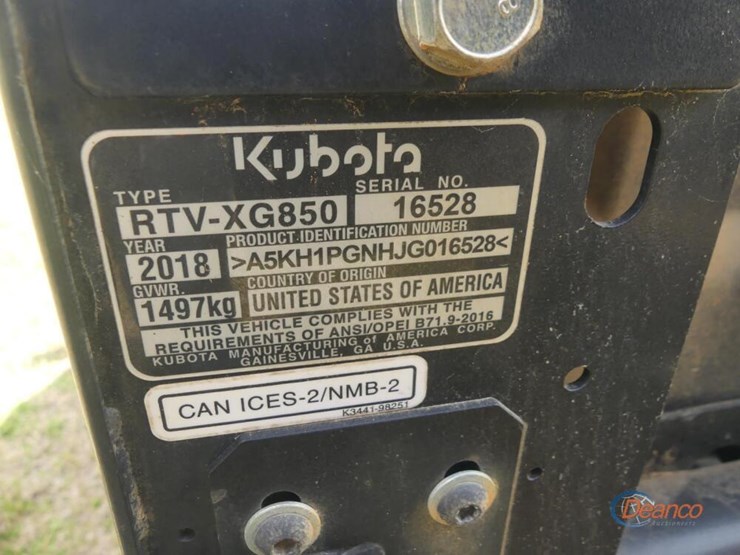 Kubota
TYPE SERIAL NO.
RTV-XG850 16528
YEAR PRODUCT IDENTIFICATION NUMBER
2018 >A5KH1PGNHJG016528<
GVWR. COUNTRY OF ORIGIN
1497kg UNITED STATES OF AMERICA
THIS VEHICLE COMPLIES WITH THE
REQUIREMENTS OF ANSI/OPEI B71.9-2016
KUBOTA MANUFACTURING of AMERICA CORP.
GAINESVILLE, GA U.S.A.
CAN ICES-2/NMB-2
K3441-98251
Deanco
Auctioneers